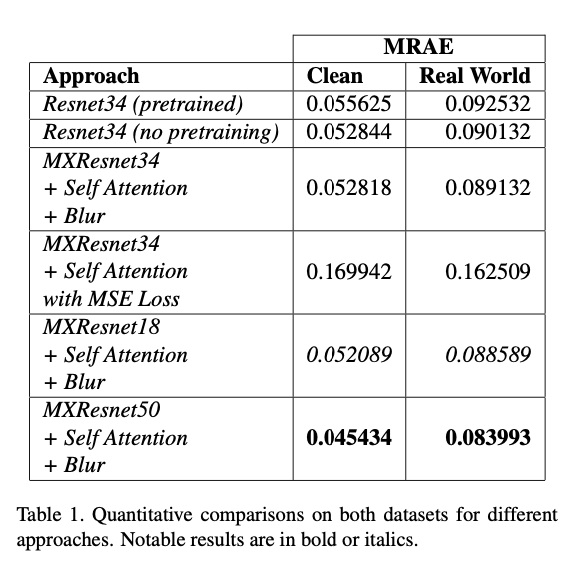 MRAE
Approach Clean Real World
Resnet34 (pretrained) 0.055625 0.092532
Resnet34 (no pretraining) 0.052844 0.090132
MXResnet34
+ Self Attention 0.052818 0.089132
+ Blur
MXResnet34
+ Self Attention 0.169942 0.162509
with MSE Loss
MXResnet18
+ Self Attention 0.052089 0.088589
+ Blur
MXResnet50
+ Self Attention 0.045434 0.083993
+ Blur
Table 1. Quantitative comparisons on both datasets for different
approaches. Notable results are in bold or italics.